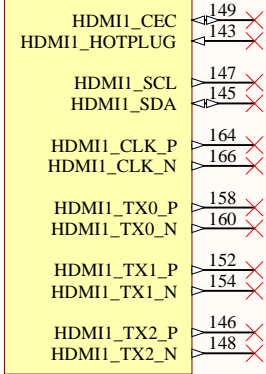 HDMI1_CEC 149
HDMI1_HOTPLUG 143
HDMI1_SCL 147
HDMI1_SDA 145
HDMI1_CLK_P 164
HDMI1_CLK_N 166
HDMI1_TX0_P 158
HDMI1_TX0_N 160
HDMI1_TX1_P 152
HDMI1_TX1_N 154
HDMI1_TX2_P 146
HDMI1_TX2_N 148